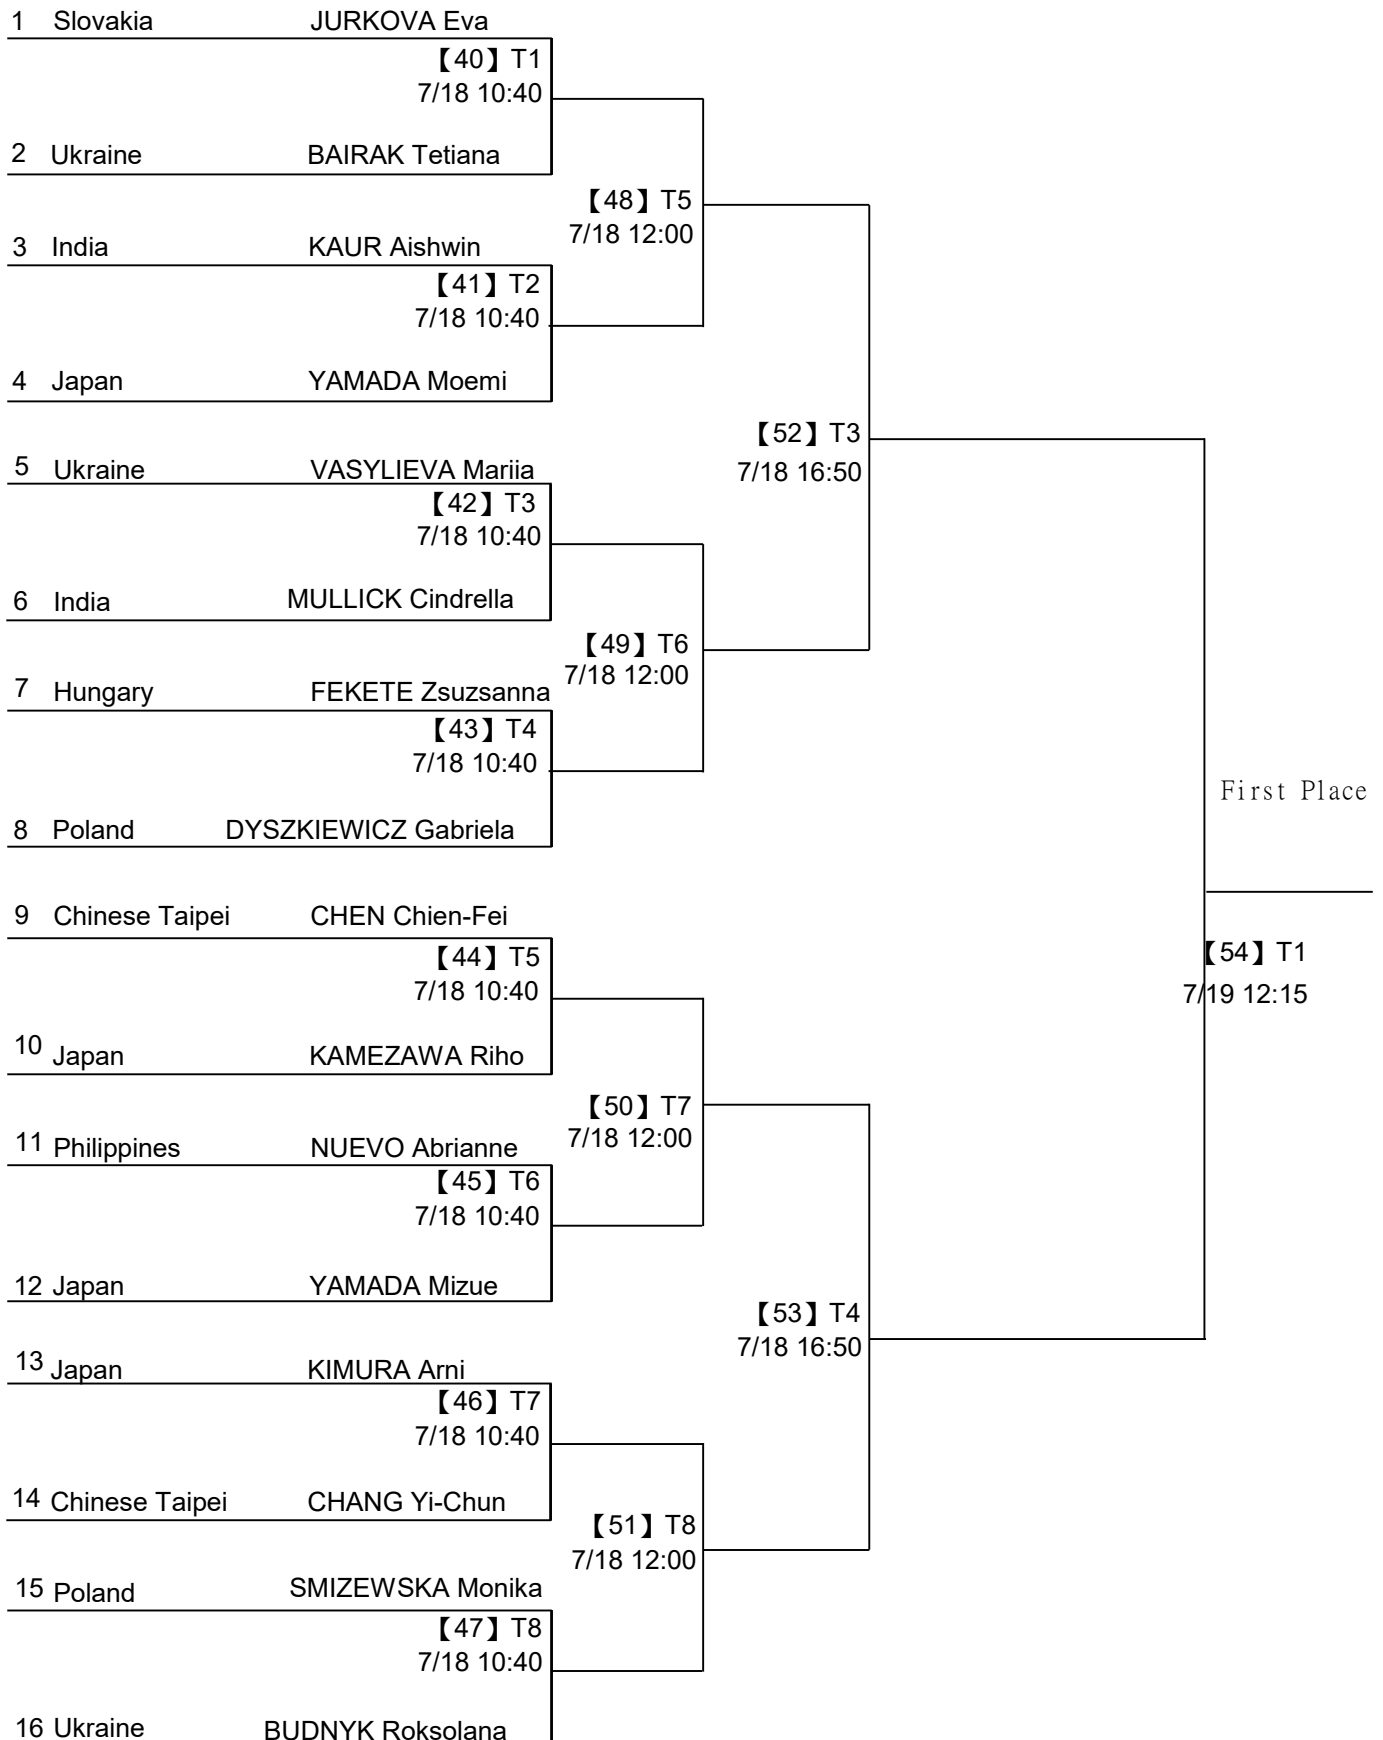 1 Slovakia JURKOVA Eva
【40】T1
7/18 10:40
2 Ukraine BAIRAK Tetiana
【48】T5
7/18 12:00
3 India KAUR Aishwin
【41】T2
7/18 10:40
4 Japan YAMADA Moemi
【52】T3
7/18 16:50
5 Ukraine VASYLIEVA Mariia
【42】T3
7/18 10:40
6 India MULLICK Cindrella
【49】T6
7/18 12:00
7 Hungary FEKETE Zsuzsanna
【43】T4
7/18 10:40
First Place
8 Poland DYSZKIEWICZ Gabriela
9 Chinese Taipei CHEN Chien-Fei
【44】T5
7/18 10:40
【54】T1
7/19 12:15
10 Japan KAMEZAWA Riho
【50】T7
7/18 12:00
11 Philippines NUEVO Abrianne
【45】T6
7/18 10:40
12 Japan YAMADA Mizue
【53】T4
7/18 16:50
13 Japan KIMURA Arni
【46】T7
7/18 10:40
14 Chinese Taipei CHANG Yi-Chun
【51】T8
7/18 12:00
15 Poland SMIZEWSKA Monika
【47】T8
7/18 10:40
16 Ukraine BUDNYK Roksolana